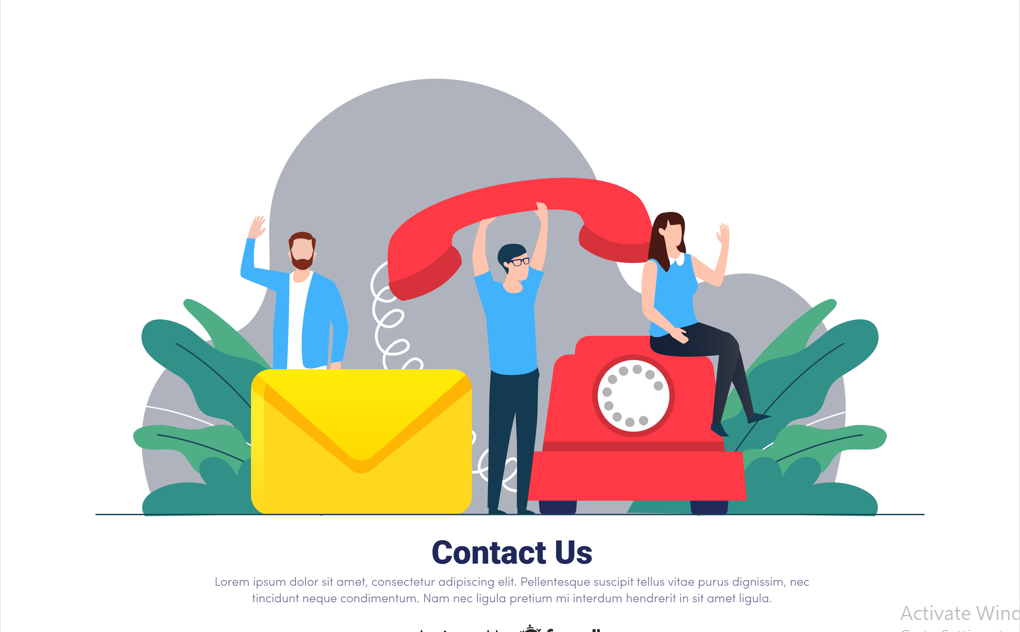 Contact Us
Lorem ipsum dolor sit amet, consectetur adipiscing elit. Pellentesque suscipit tellus vitae purus dignissim, nec
tincidunt neque condimentum. Nam nec ligula pretium mi interdum hendrerit in sit amet ligula.
Activate Wind